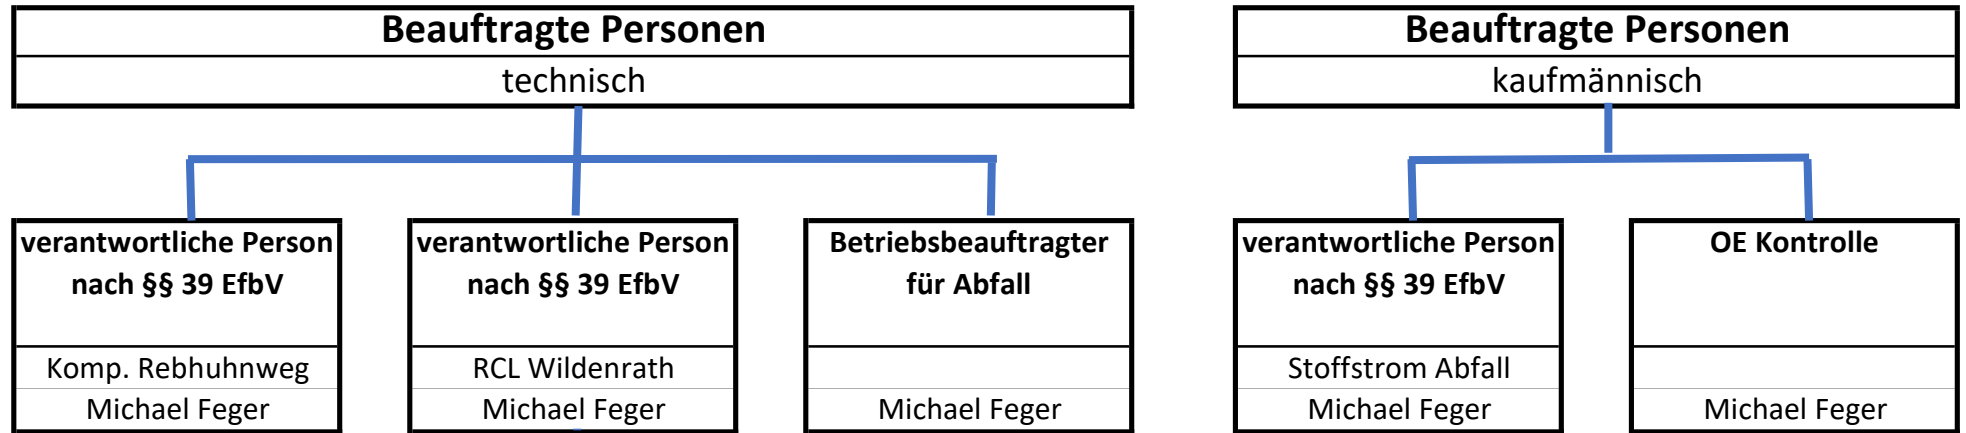 Beauftragte Personen
technisch
verantwortliche Person
nach §§ 39 EfbV
Komp. Rebhuhnweg
Michael Feger
verantwortliche Person
nach §§ 39 EfbV
RCL Wildenrath
Michael Feger
Betriebsbeauftragter
für Abfall
Michael Feger
Beauftragte Personen
kaufmännisch
verantwortliche Person
nach §§ 39 EfbV
Stoffstrom Abfall
Michael Feger
OE Kontrolle
Michael Feger